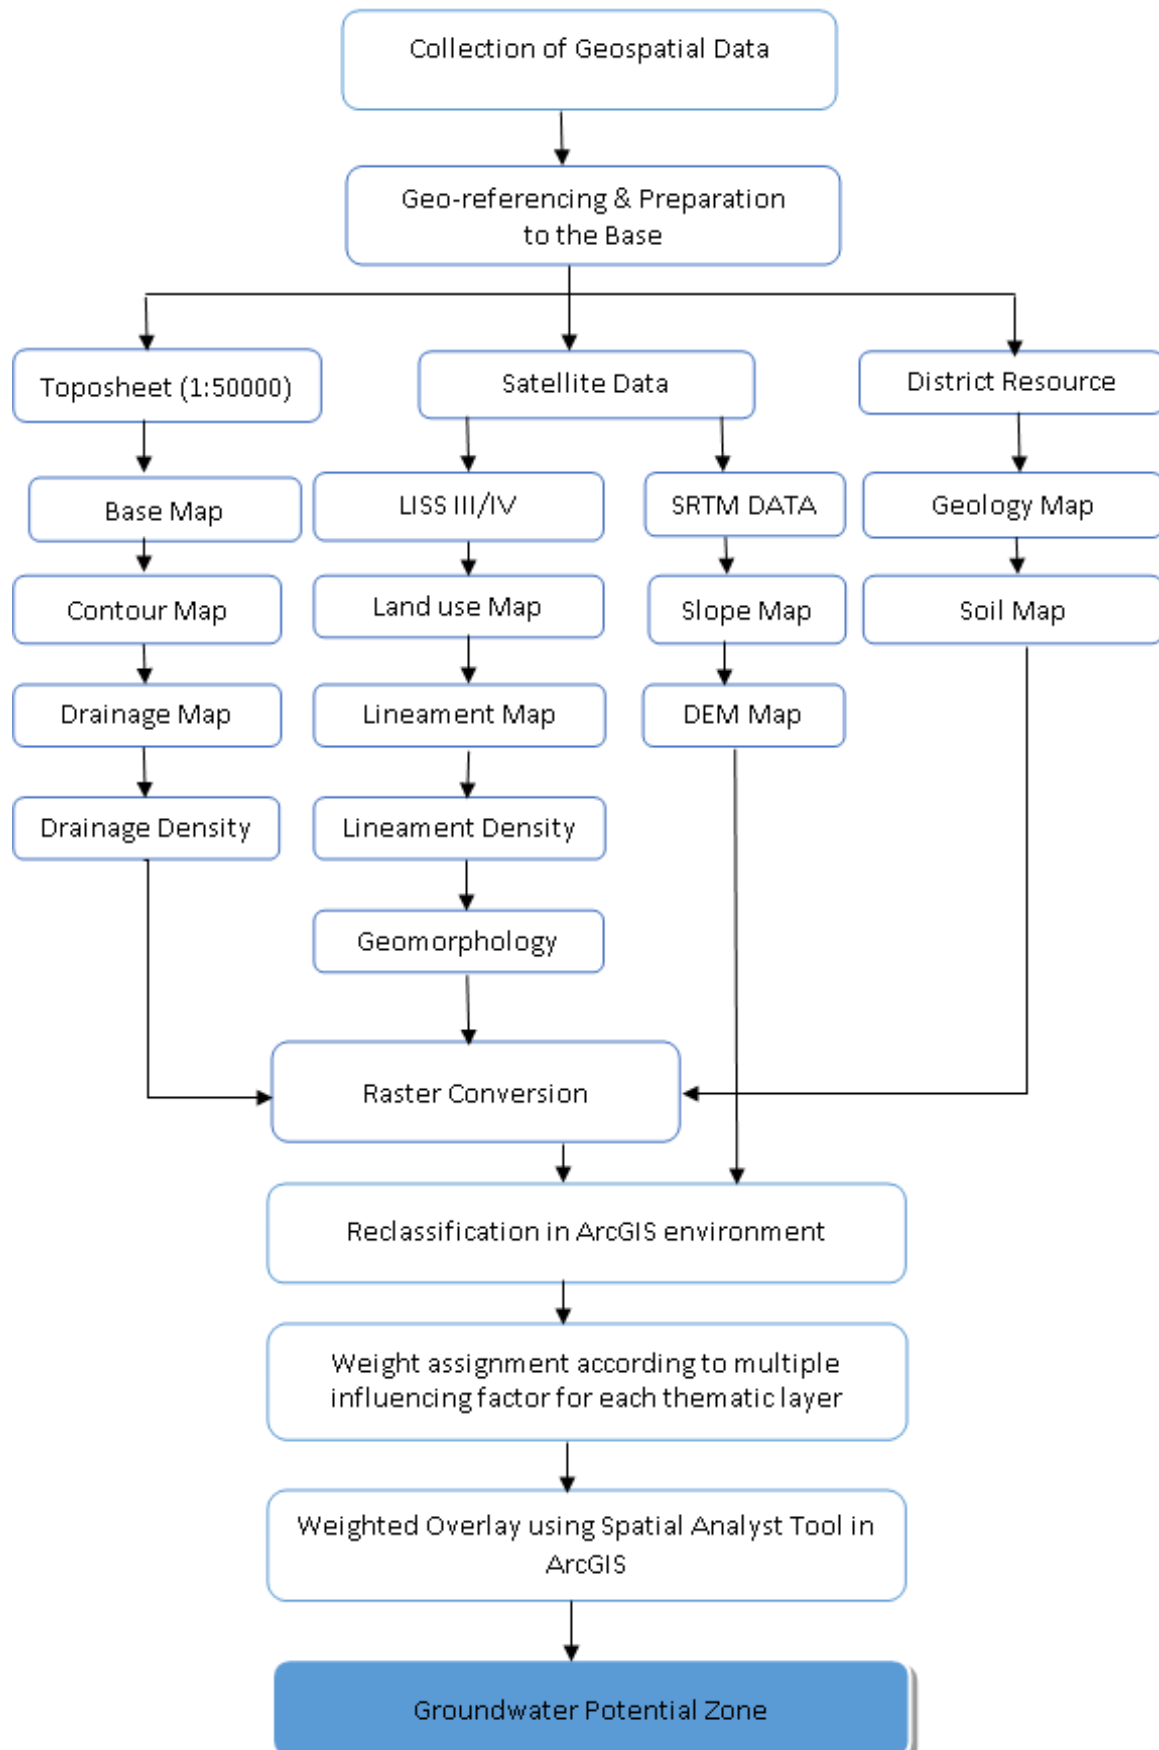 Collection of Geospatial Data
Geo-referencing & Preparation
to the Base
Toposheet (1:50000)
Satellite Data
District Resource
Base Map
LISS III/IV
SRTM DATA
Geology Map
Contour Map
Land use Map
Slope Map
Soil Map
Drainage Map
Lineament Map
DEM Map
Drainage Density
Lineament Density
Geomorphology
Raster Conversion
Reclassification in ArcGIS environment
Weight assignment according to multiple
influencing factor for each thematic layer
Weighted Overlay using Spatial Analyst Tool in
ArcGIS
Groundwater Potential Zone